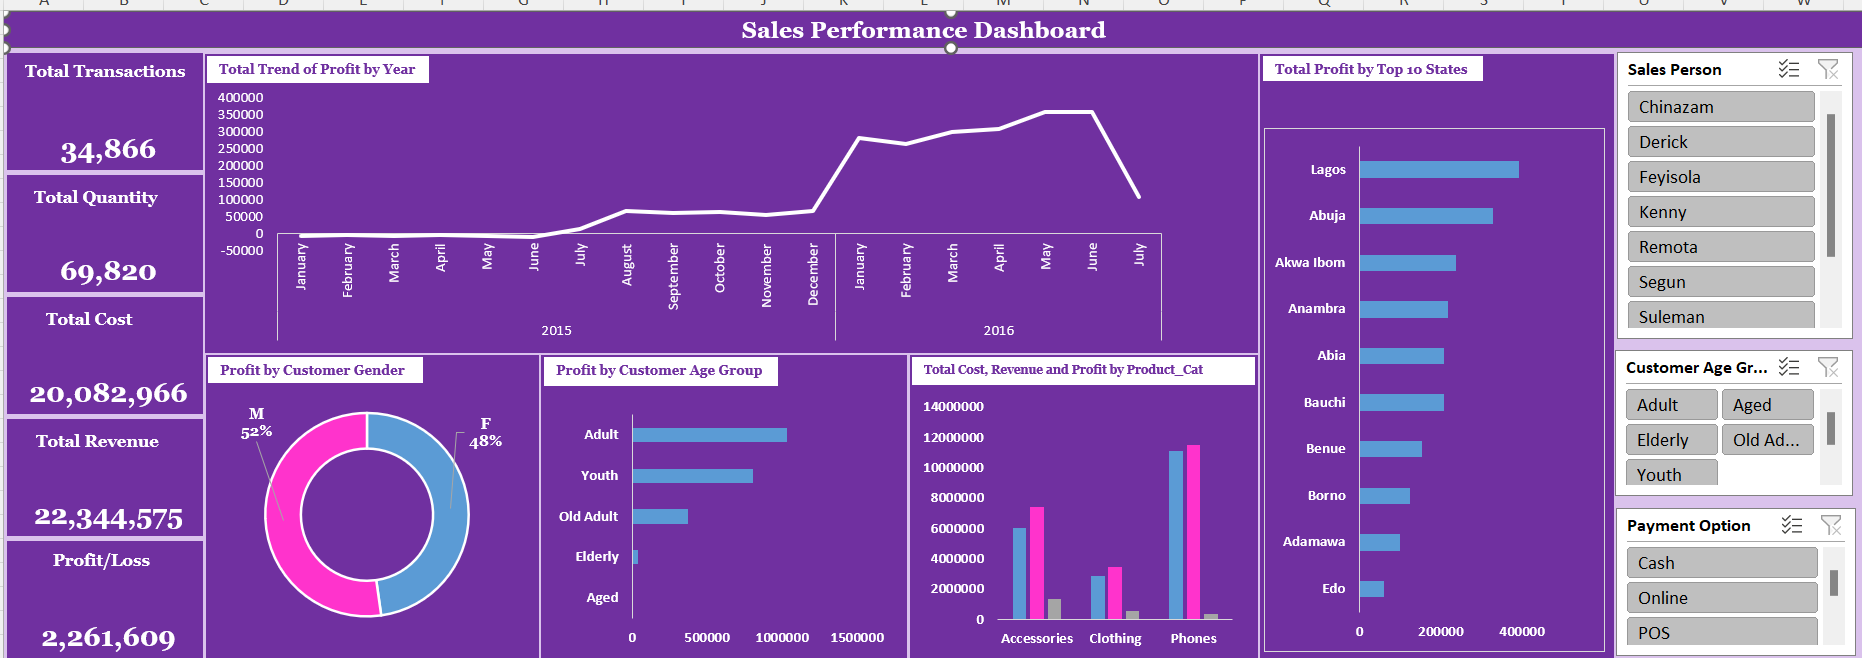 Sales Performance Dashboard
Total Transactions
34,866
Total Quantity
69,820
Total Cost
20,082,966
Total Revenue
22,344,575
Profit/Loss
2,261,609
Total Trend of Profit by Year
400000
350000
300000
250000
200000
150000
100000
50000
0
-50000
January
February
March
April
May
June
July
August
September
October
November
December
January
February
March
April
May
June
July
2015
2016
Profit by Customer Gender
M
52%
F
48%
Profit by Customer Age Group
Adult
Youth
Old Adult
Elderly
Aged
0 500000 1000000 1500000
Total Cost, Revenue and Profit by Product_Cat
14000000
12000000
10000000
8000000
6000000
4000000
2000000
0
Accessories Clothing Phones
Total Profit by Top 10 States
Lagos
Abuja
Akwa Ibom
Anambra
Abia
Bauchi
Benue
Borno
Adamawa
Edo
0 200000 400000
Sales Person
Chinazam
Derick
Feyisola
Kenny
Remota
Segun
Suleman
Customer Age Gr...
Adult Aged
Elderly Old Ad...
Youth
Payment Option
Cash
Online
POS